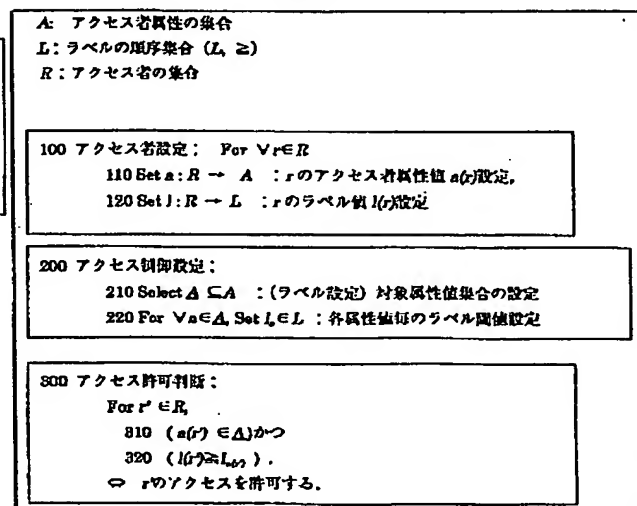 A: アクセス者属性の集合
L:ラベルの順序集合 (L, ≥)
R:アクセス者の集合
100 アクセス者設定: For ∀r∈R
110 Set a:R → A :rのアクセス者属性値 a(r)設定,
120 Set l:R → L :rのラベル値 l(r)設定
200 アクセス制御設定:
210 Select Δ ⊆A :(ラベル設定) 対象属性値集合の設定
220 For ∀a∈Δ, Set lₐ∈L :各属性値毎のラベル閾値設定
300 アクセス許可判断:
For r' ∈R,
310 (a(r') ∈Δ)かつ
320 (l(r')≧Lₐ₍ᵣ'₎ ) .
⇔ r'のアクセスを許可する.